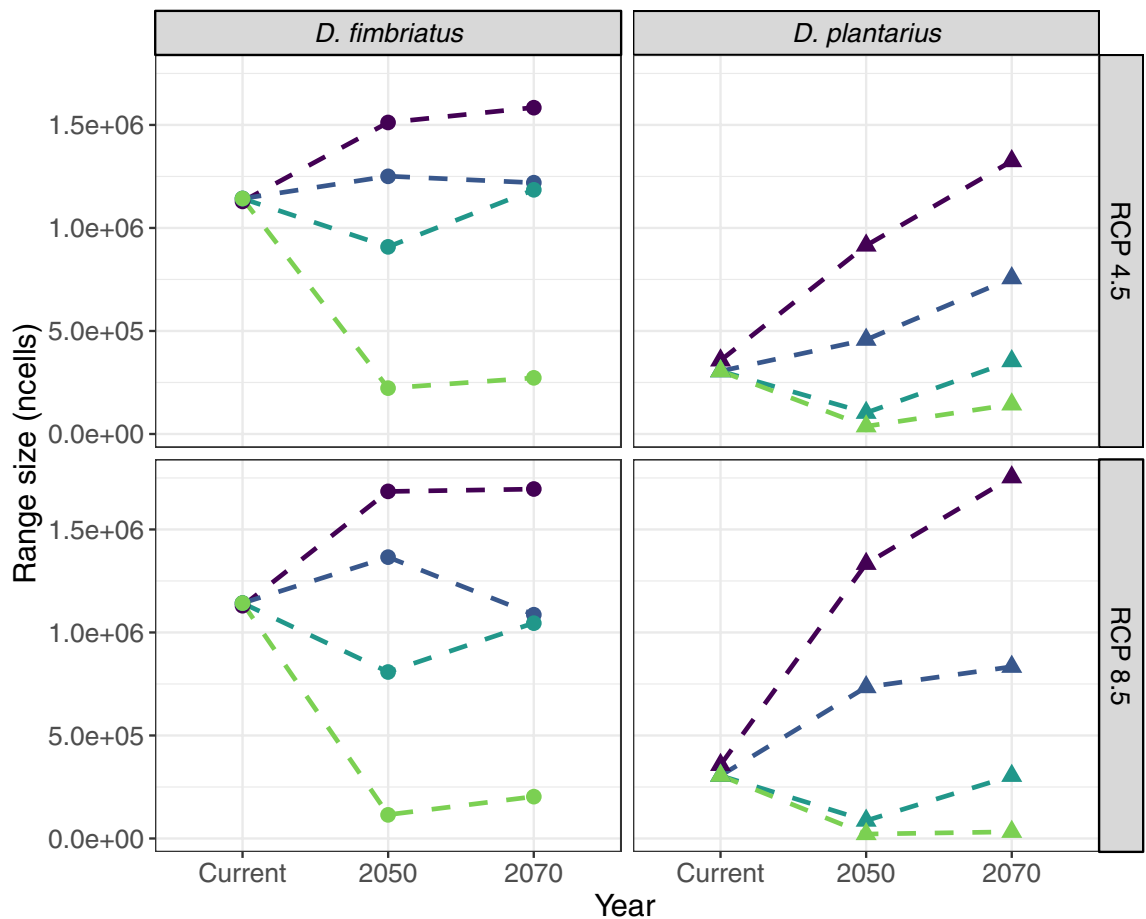 D. fimbriatus
D. plantarius
1.5e+06
1.0e+06
5.0e+05
0.0e+00
RCP 4.5
Range size (ncells)
1.5e+06
1.0e+06
5.0e+05
0.0e+00
RCP 8.5
Current
2050
2070
Current
2050
2070
Year